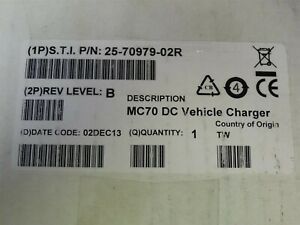 (1P)S.T.I. P/N: 25-70979-02R
(2P)REV LEVEL: B
DESCRIPTION
MC70 DC Vehicle Charger
(D)DATE CODE: 02DEC13
(Q)QUANTITY: 1
Country of Origin
TW
4